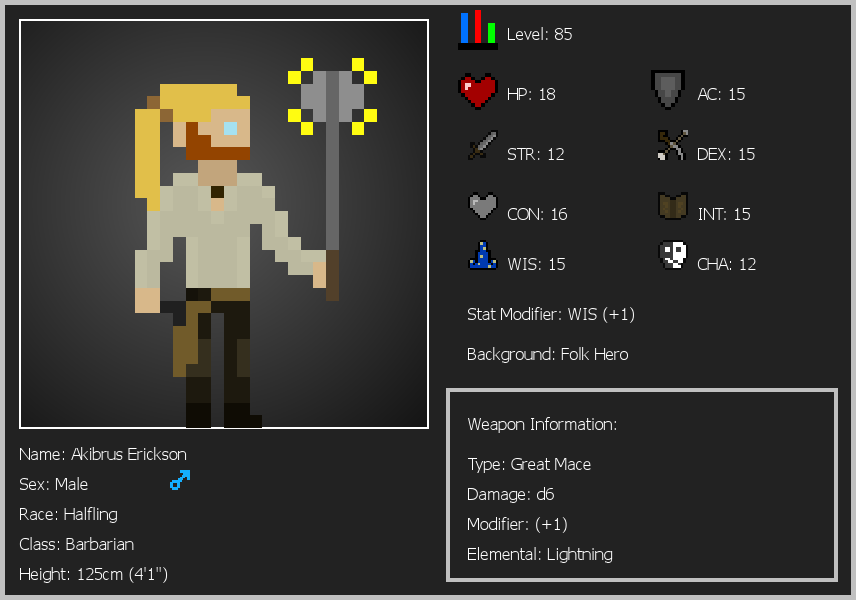 Level: 85
HP: 18
AC: 15
STR: 12
DEX: 15
CON: 16
INT: 15
WIS: 15
CHA: 12
Stat Modifier: WIS (+1)
Background: Folk Hero
Weapon Information:
Type: Great Mace
Damage: d6
Modifier: (+1)
Elemental: Lightning
Name: Akibrus Erickson
Sex: Male
Race: Halfling
Class: Barbarian
Height: 125cm (4'1")